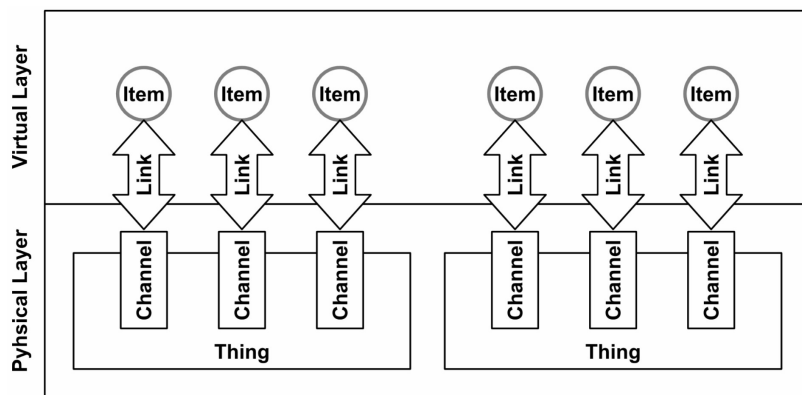 Virtual Layer
Item Item Item Item Item Item
Link Link Link Link Link Link
Pyhsical Layer
Channel Channel Channel Channel Channel Channel
Thing Thing